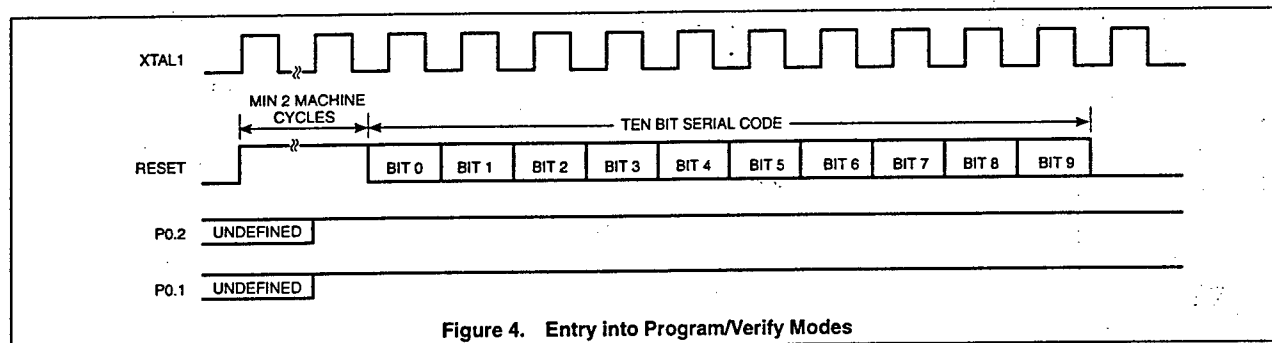 XTAL1
MIN 2 MACHINE
CYCLES
TEN BIT SERIAL CODE
RESET
BIT 0 BIT 1 BIT 2 BIT 3 BIT 4 BIT 5 BIT 6 BIT 7 BIT 8 BIT 9
P0.2 UNDEFINED
P0.1 UNDEFINED
Figure 4. Entry into Program/Verify Modes